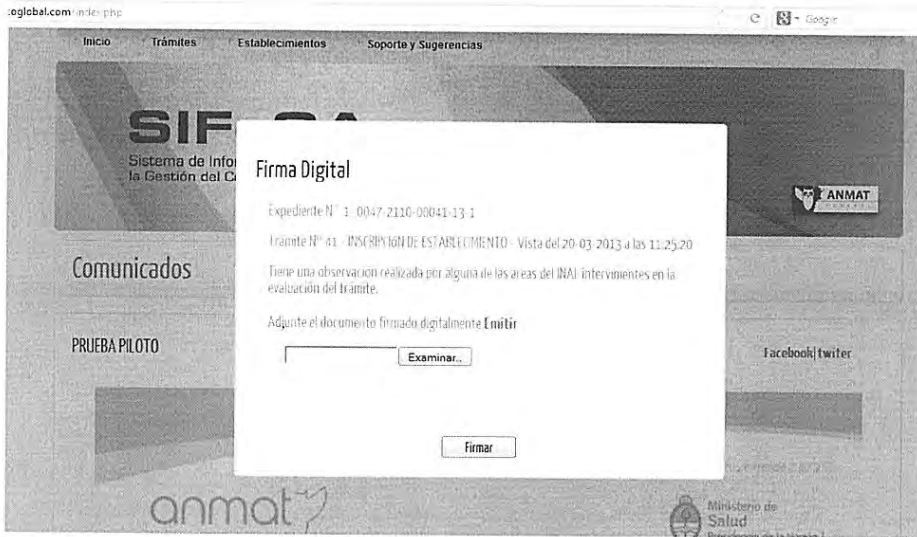 oglobal.com/index.php
Google
Inicio Trámites Establecimientos Soporte y Sugerencias
SIF
Sistema de Infor
la Gestión del C
ANMAT
Firma Digital
Expediente N° 1-0047-2110-00041-13-1
Trámite N° 41 - INSCRIPCIÓN DE ESTABLECIMIENTO - Vista del 20-03-2013 a las 11:25:20
Tiene una observación realizada por alguna de las areas del INAL intervinientes en la
evaluación del trámite.
Adjunte el documento firmado digitalmente Emitir
Examinar..
Firmar
Comunicados
PRUEBA PILOTO
Facebook|twiter
anmat
Ministerio de
Salud